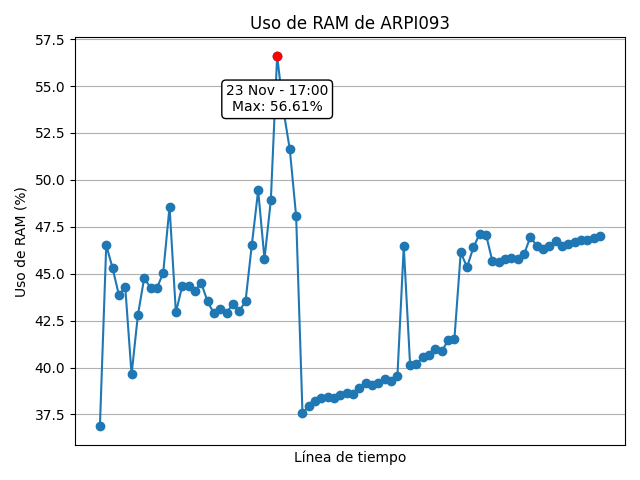 Uso de RAM de ARPI093
57.5
55.0
52.5
50.0
47.5
45.0
42.5
40.0
37.5
Uso de RAM (%)
23 Nov - 17:00
Max: 56.61%
Línea de tiempo